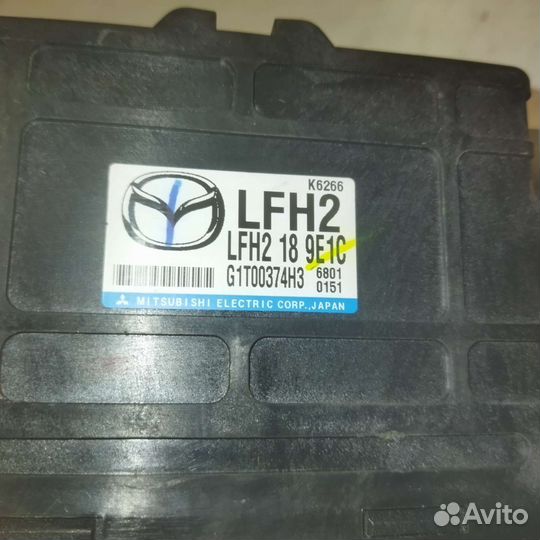 K6266
LFH2
LFH2 18 9E1C
G1T00374H3 6801
0151
MITSUBISHI ELECTRIC CORP., JAPAN
Avito